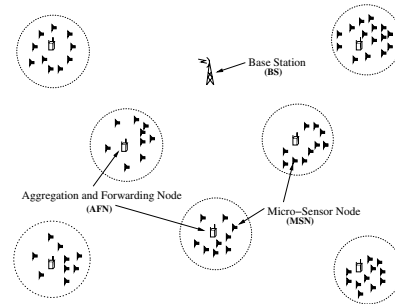 Base Station
(BS)
Aggregation and Forwarding Node
(AFN)
Micro−Sensor Node
(MSN)